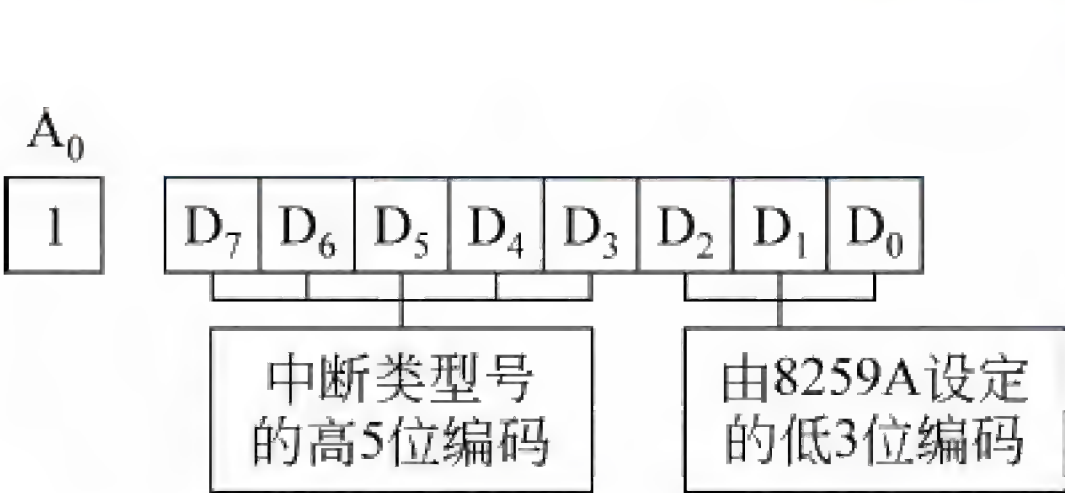 A₀
1 D₇ D₆ D₅ D₄ D₃ D₂ D₁ D₀
中断类型号
的高5位编码
由8259A设定
的低3位编码